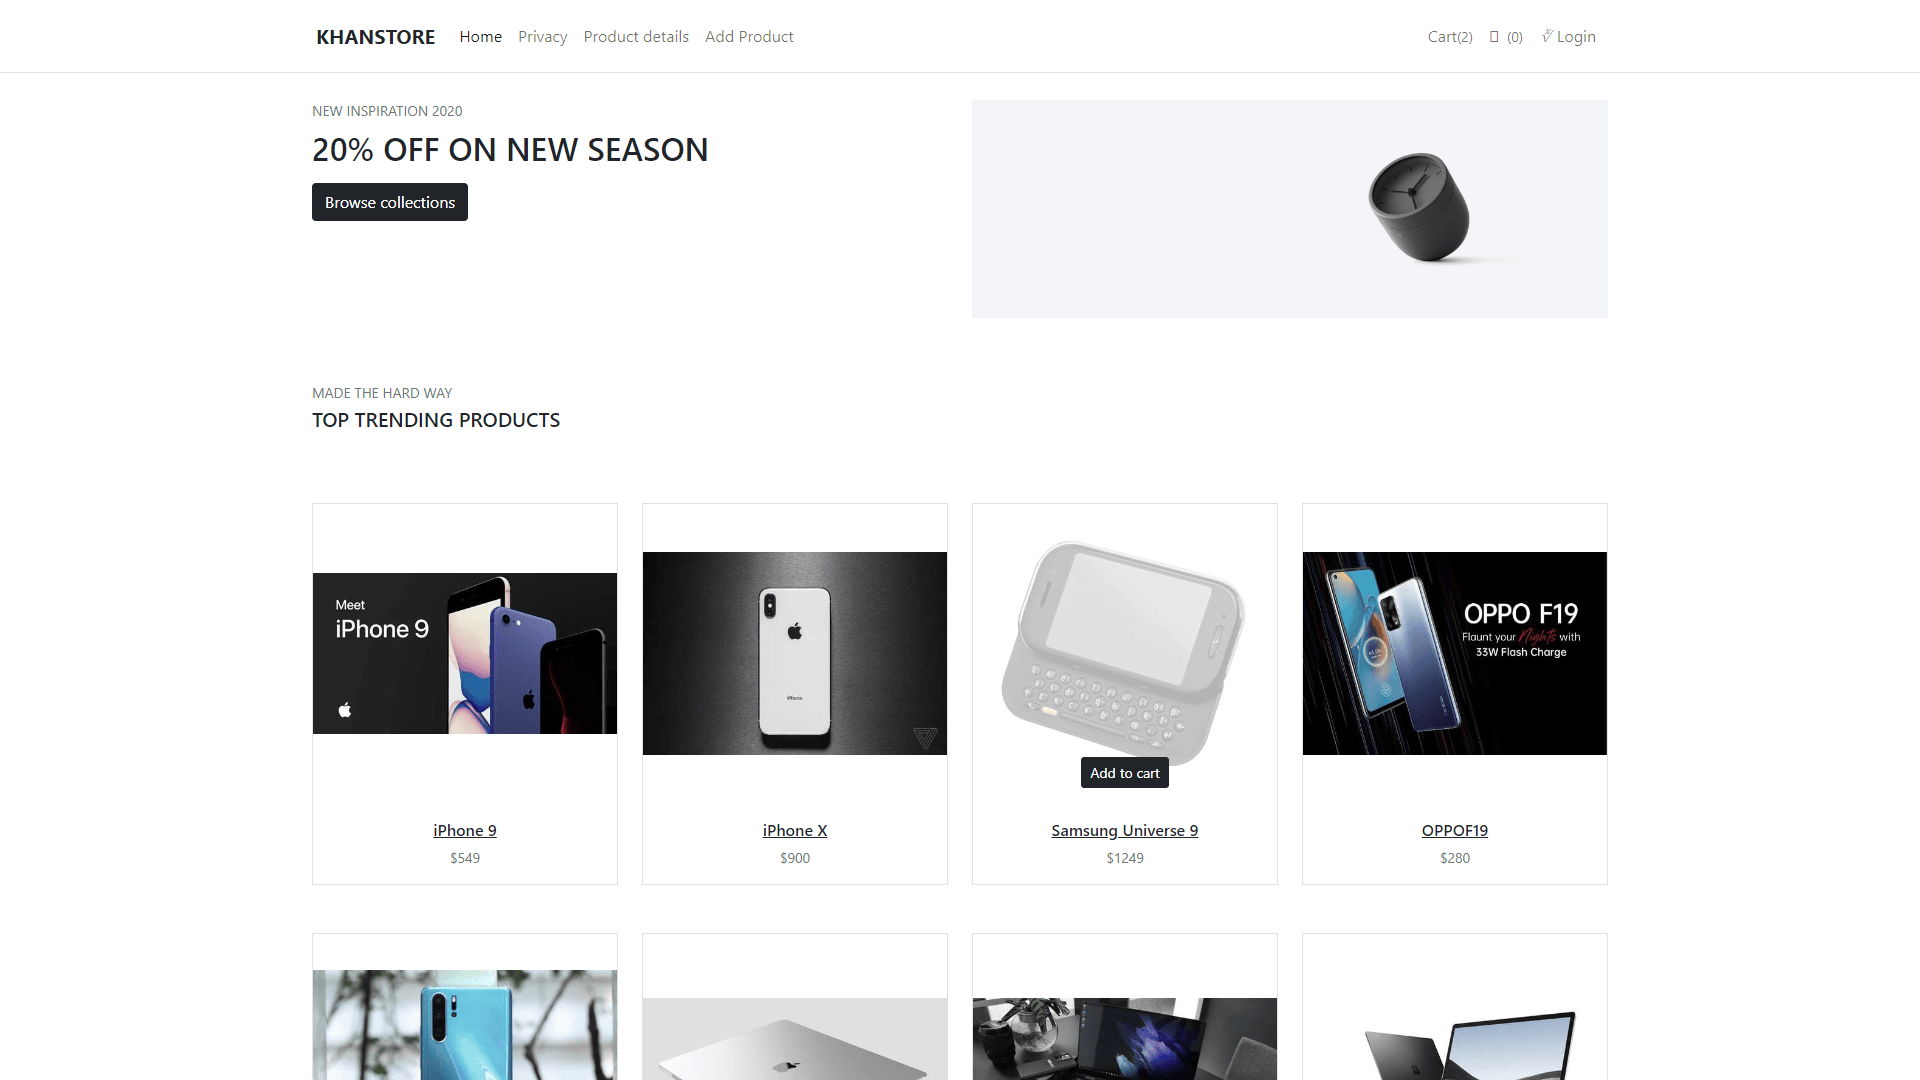 KHANSTORE Home Privacy Product details Add Product Cart(2) (0) Login
NEW INSPIRATION 2020
20% OFF ON NEW SEASON
Browse collections
MADE THE HARD WAY
TOP TRENDING PRODUCTS
Meet
iPhone 9
iPhone
OPPO F19
Flaunt your Nights with
33W Flash Charge
Add to cart
iPhone 9
$549
iPhone X
$900
Samsung Universe 9
$1249
OPPOF19
$280